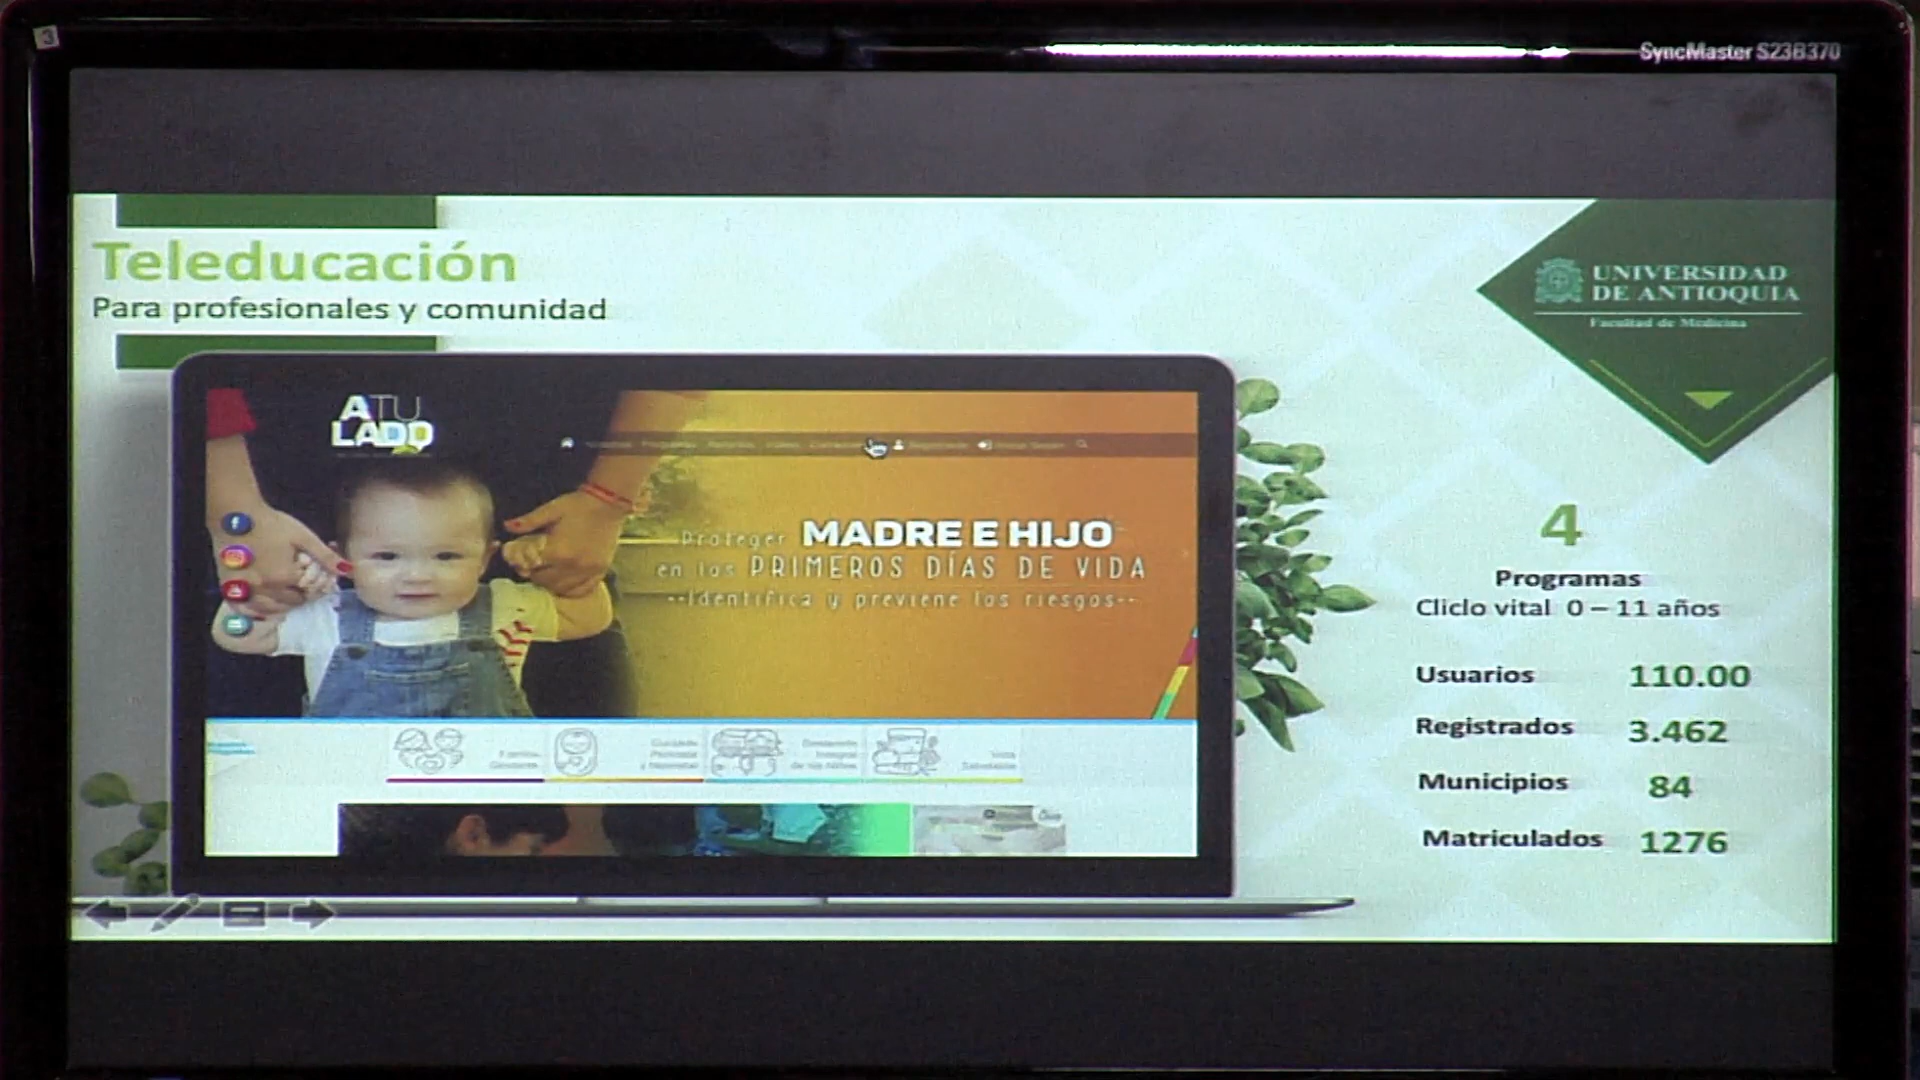 3
SyncMaster S23B370
Teleducación
Para profesionales y comunidad
UNIVERSIDAD
DE ANTIOQUIA
Facultad de Medicina
A TU
LADO
Proteger MADRE E HIJO
en los PRIMEROS DÍAS DE VIDA
--Identifica y previene los riesgos--
4
Programas
Cliclo vital 0 – 11 años
Usuarios 110.00
Registrados 3.462
Municipios 84
Matriculados 1276